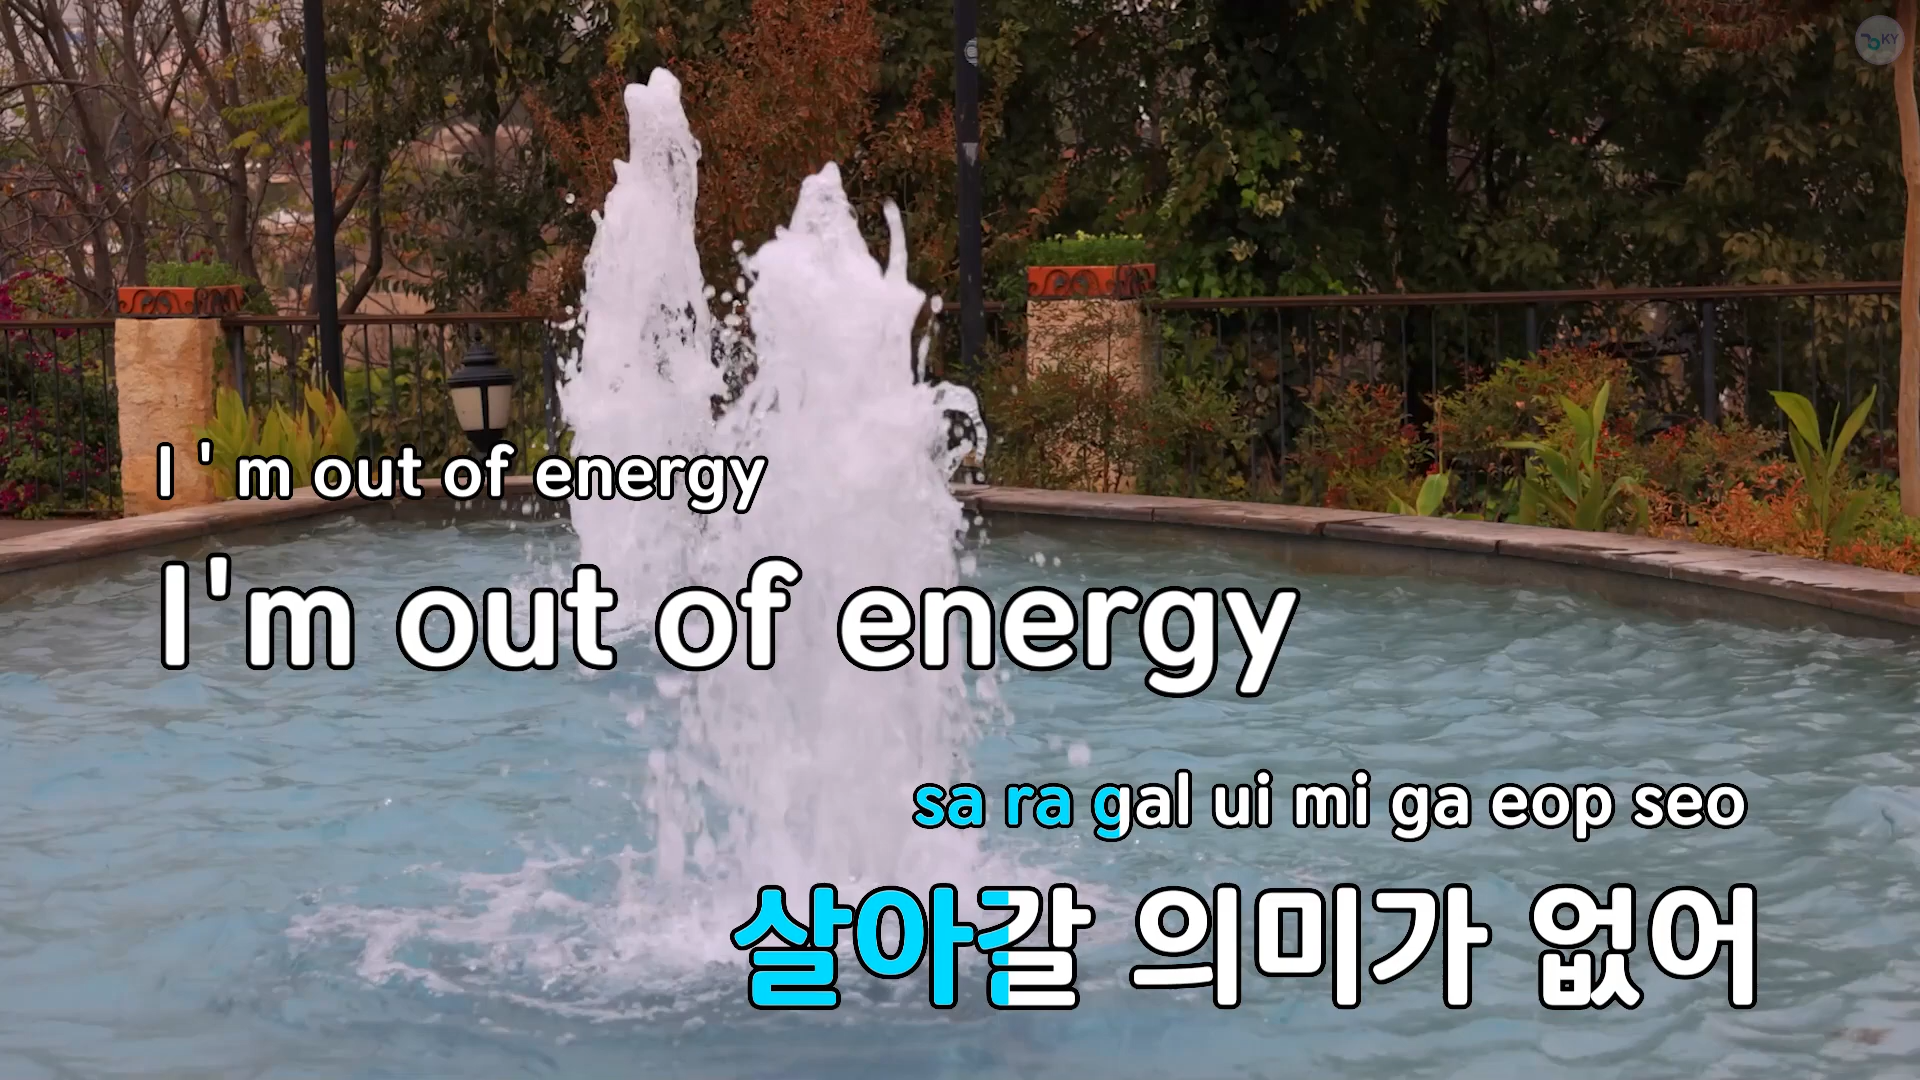 KY
I ' m out of energy
I'm out of energy
sa ra gal ui mi ga eop seo
살아갈 의미가 없어